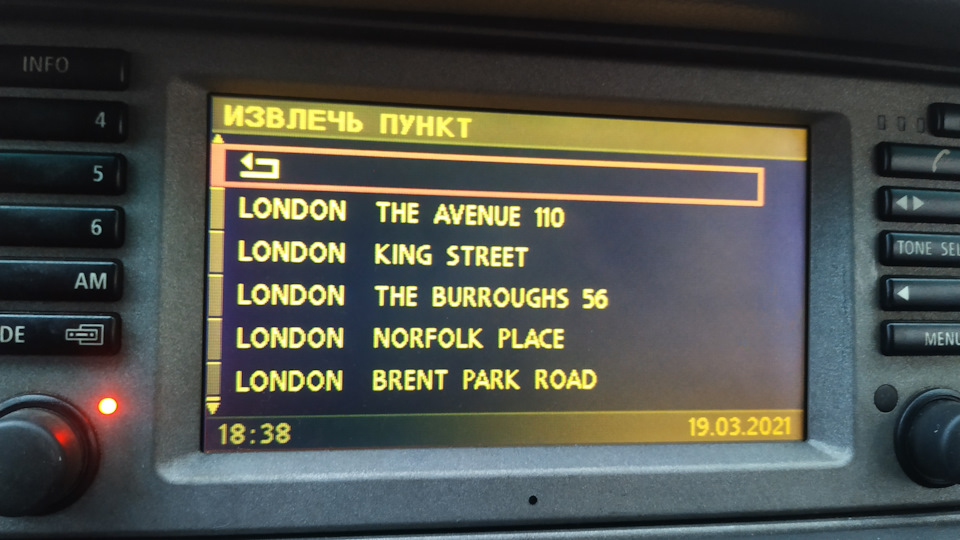 INFO
4
5
6
AM
DE
ИЗВЛЕЧЬ ПУНКТ
LONDON THE AVENUE 110
LONDON KING STREET
LONDON THE BURROUGHS 56
LONDON NORFOLK PLACE
LONDON BRENT PARK ROAD
18:38 19.03.2021
TONE SEL
MENU